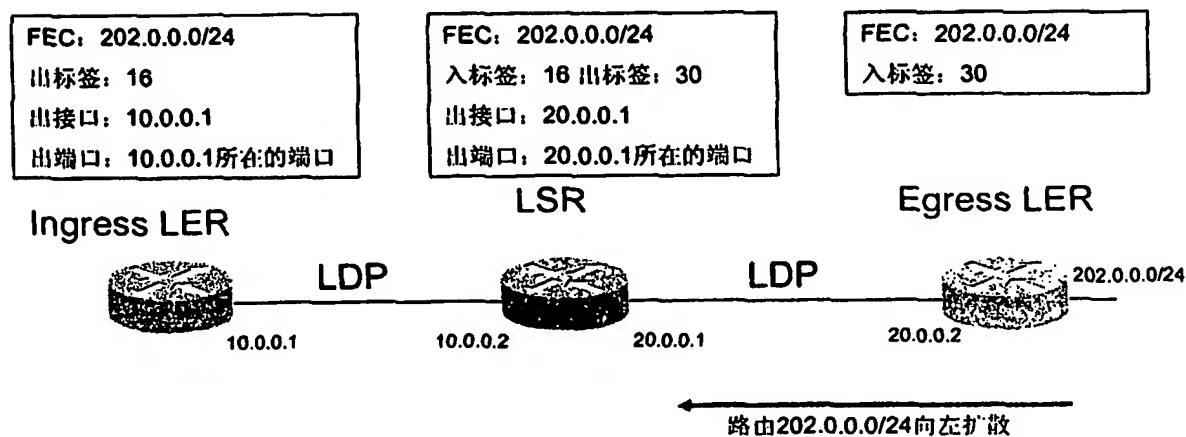 FEC：202.0.0.0/24
出标签：16
出接口：10.0.0.1
出端口：10.0.0.1所在的端口
FEC：202.0.0.0/24
入标签：16 出标签：30
出接口：20.0.0.1
出端口：20.0.0.1所在的端口
FEC：202.0.0.0/24
入标签：30
Ingress LER
LSR
Egress LER
LDP
LDP
202.0.0.0/24
10.0.0.1
10.0.0.2
20.0.0.1
20.0.0.2
路由202.0.0.0/24向左扩散